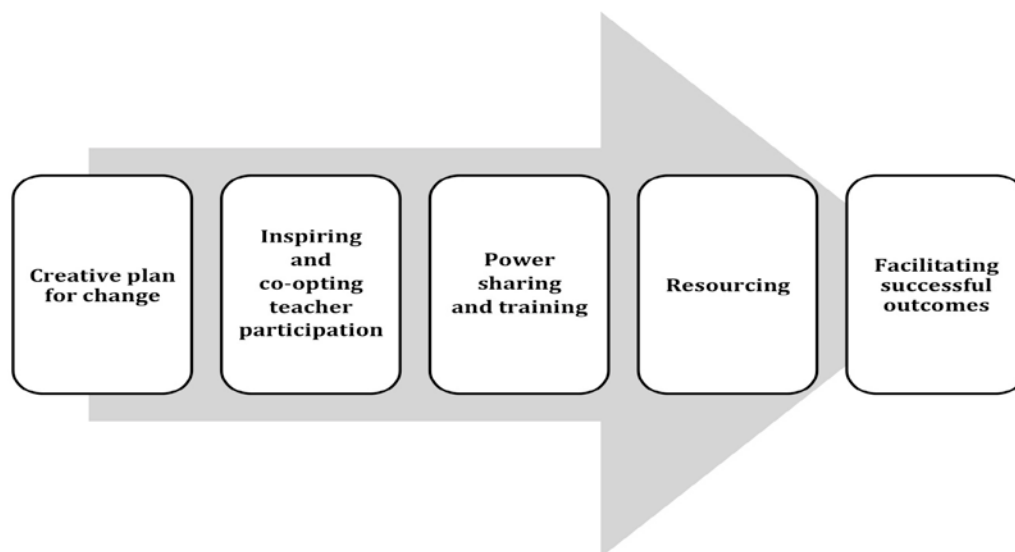 Creative plan
for change
Inspiring
and
co-opting
teacher
participation
Power
sharing
and training
Resourcing
Facilitating
successful
outcomes